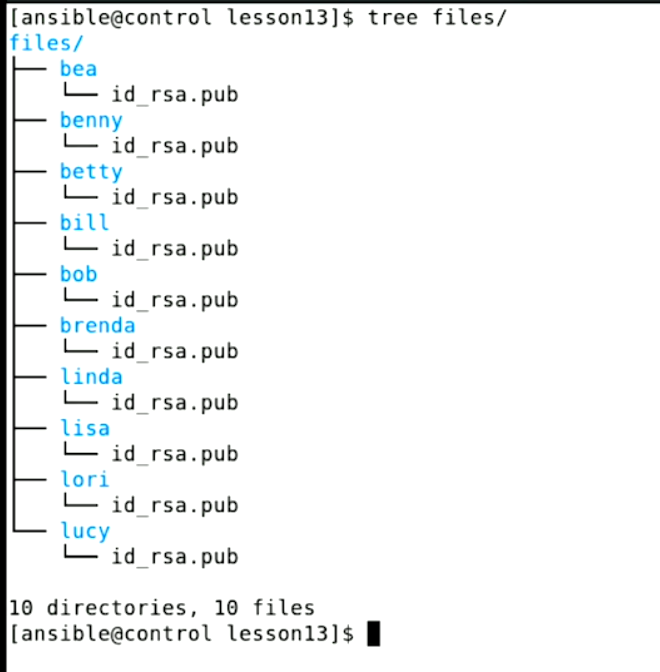 [ansible@control lesson13]$ tree files/
files/
├── bea
│   └── id_rsa.pub
├── benny
│   └── id_rsa.pub
├── betty
│   └── id_rsa.pub
├── bill
│   └── id_rsa.pub
├── bob
│   └── id_rsa.pub
├── brenda
│   └── id_rsa.pub
├── linda
│   └── id_rsa.pub
├── lisa
│   └── id_rsa.pub
├── lori
│   └── id_rsa.pub
└── lucy
    └── id_rsa.pub

10 directories, 10 files
[ansible@control lesson13]$